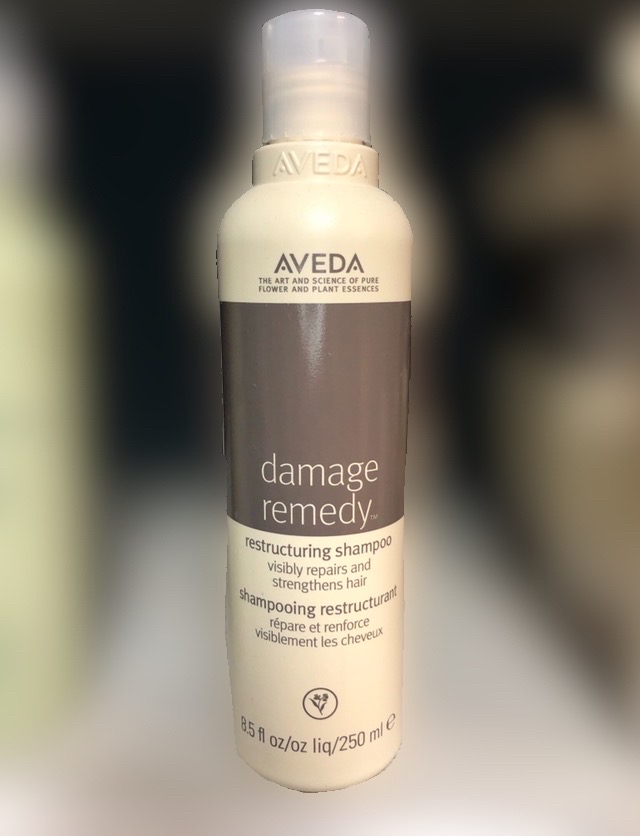 AVEDA
AVEDA
THE ART AND SCIENCE OF PURE
FLOWER AND PLANT ESSENCES
damage
remedy™
restructuring shampoo
visibly repairs and
strengthens hair
shampooing restructurant
répare et renforce
visiblement les cheveux
8.5 fl oz/oz liq/250 ml ℮